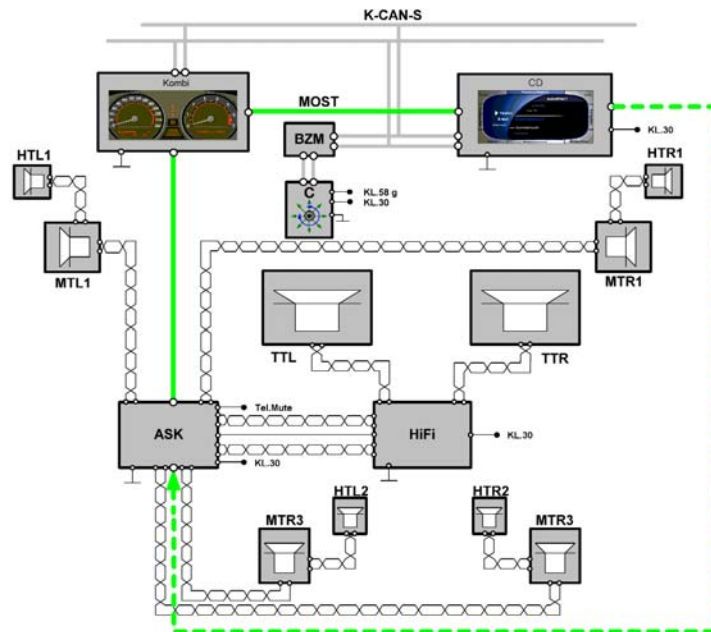 K-CAN-S
Kombi
CD
MOST
BZM
KL.30
HTL1
HTR1
C
KL.58 g
KL.30
MTL1
MTR1
TTL
TTR
Tel.Mute
ASK
HiFi
KL.30
KL.30
HTL2
HTR2
MTR3
MTR3